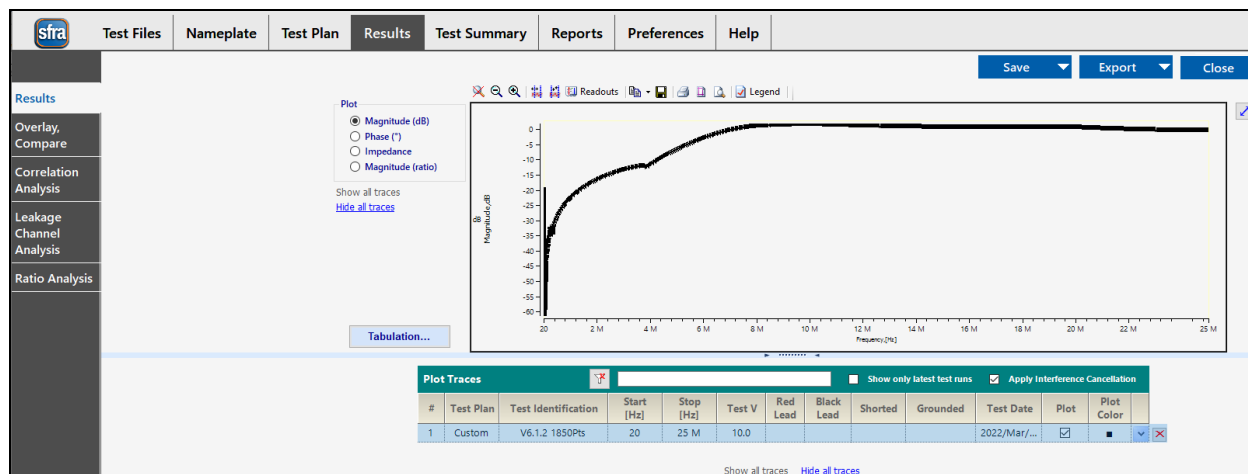 sfra Test Files Nameplate Test Plan Results Test Summary Reports Preferences Help
Save Export Close
Results
Overlay,
Compare
Correlation
Analysis
Leakage
Channel
Analysis
Ratio Analysis
Plot
Magnitude (dB)
Phase (°)
Impedance
Magnitude (ratio)
Show all traces
Hide all traces
Tabulation...
Readouts Legend
dB
Magnitude,dB
0
-5
-10
-15
-20
-25
-30
-35
-40
-45
-50
-55
-60
20 2 M 4 M 6 M 8 M 10 M 12 M 14 M 16 M 18 M 20 M 22 M 25 M
Frequency,[Hz]
Plot Traces Show only latest test runs Apply Interference Cancellation
# Test Plan Test Identification Start [Hz] Stop [Hz] Test V Red Lead Black Lead Shorted Grounded Test Date Plot Plot Color
1 Custom V6.1.2 1850Pts 20 25 M 10.0 2022/Mar/...
Show all traces Hide all traces